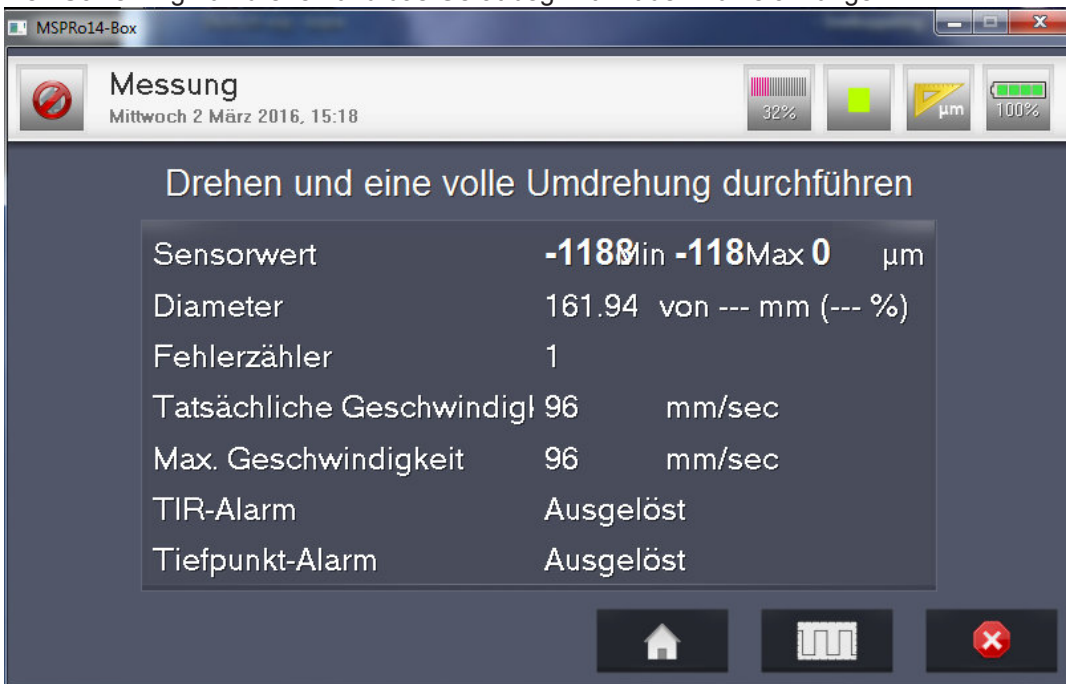 MSPRo14-Box
Messung
Mittwoch 2 März 2016, 15:18
32%
µm
100%
Drehen und eine volle Umdrehung durchführen
Sensorwert -1188 Min -118 Max 0 µm
Diameter 161.94 von --- mm (--- %)
Fehlerzähler 1
Tatsächliche Geschwindigk 96 mm/sec
Max. Geschwindigkeit 96 mm/sec
TIR-Alarm Ausgelöst
Tiefpunkt-Alarm Ausgelöst